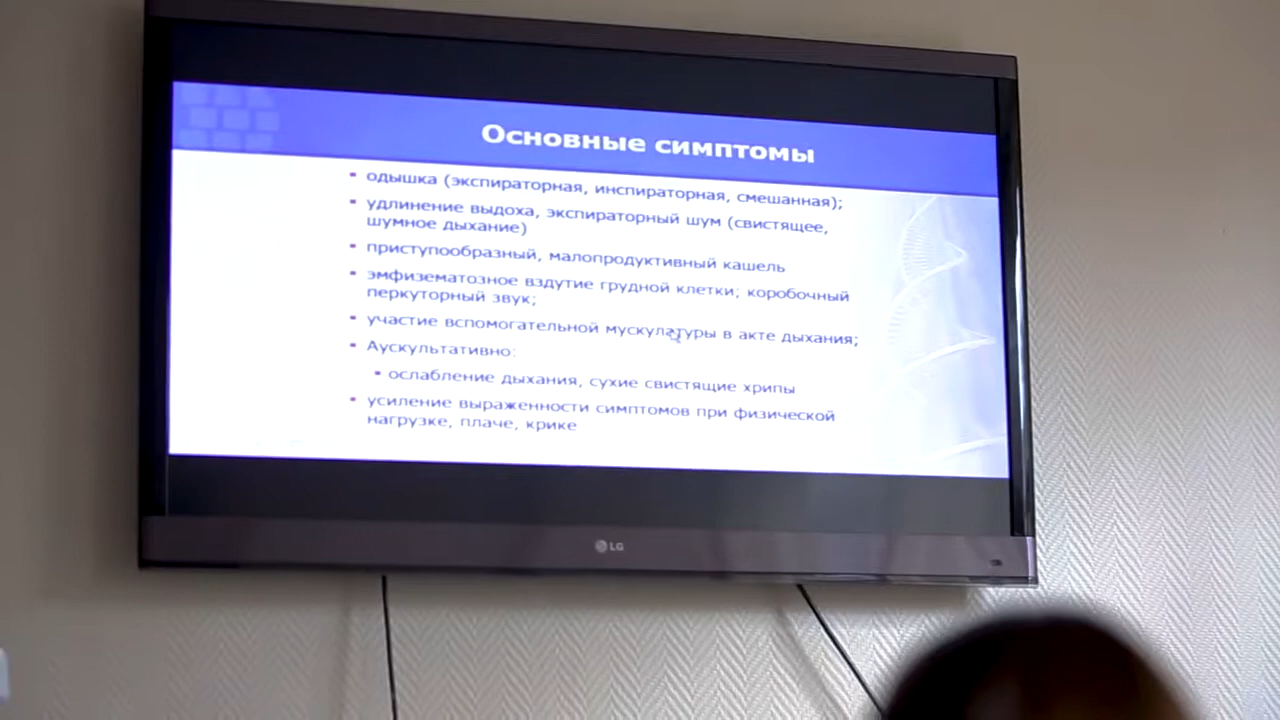 Основные симптомы
одышка (экспираторная, инспираторная, смешанная);
удлинение выдоха, экспираторный шум (свистящее,
шумное дыхание)
приступообразный, малопродуктивный кашель
эмфизематозное вздутие грудной клетки; коробочный
перкуторный звук;
участие вспомогательной мускулатуры в акте дыхания;
Аускультативно:
ослабление дыхания, сухие свистящие хрипы
усиление выраженности симптомов при физической
нагрузке, плаче, крике
LG